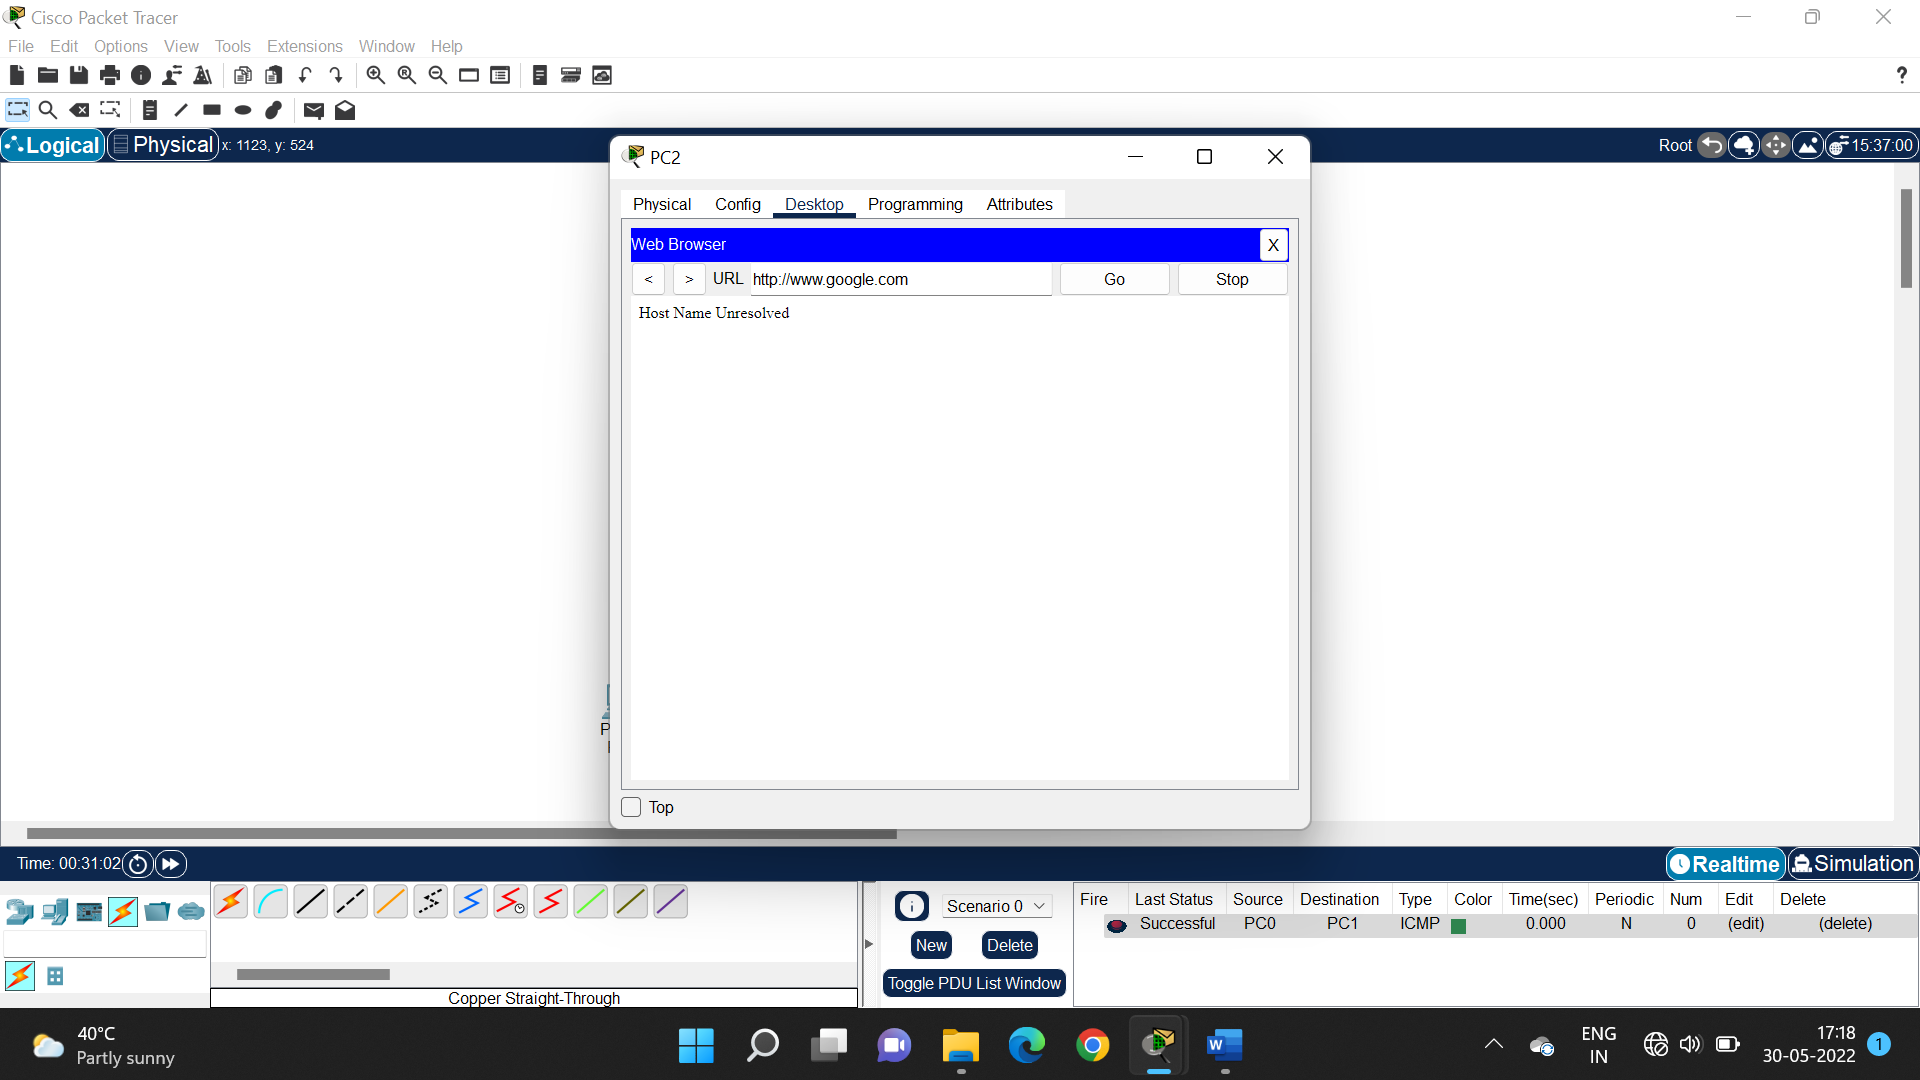 Cisco Packet Tracer
File Edit Options View Tools Extensions Window Help
Logical Physical x: 1123, y: 524 Root 15:37:00
PC2
Physical Config Desktop Programming Attributes
Web Browser X
< > URL http://www.google.com Go Stop
Host Name Unresolved
Top
Time: 00:31:02 Realtime Simulation
Scenario 0
New Delete
Toggle PDU List Window
Fire Last Status Source Destination Type Color Time(sec) Periodic Num Edit Delete
Successful PC0 PC1 ICMP 0.000 N 0 (edit) (delete)
Copper Straight-Through
40°C
Partly sunny
ENG
IN
17:18
30-05-2022
1